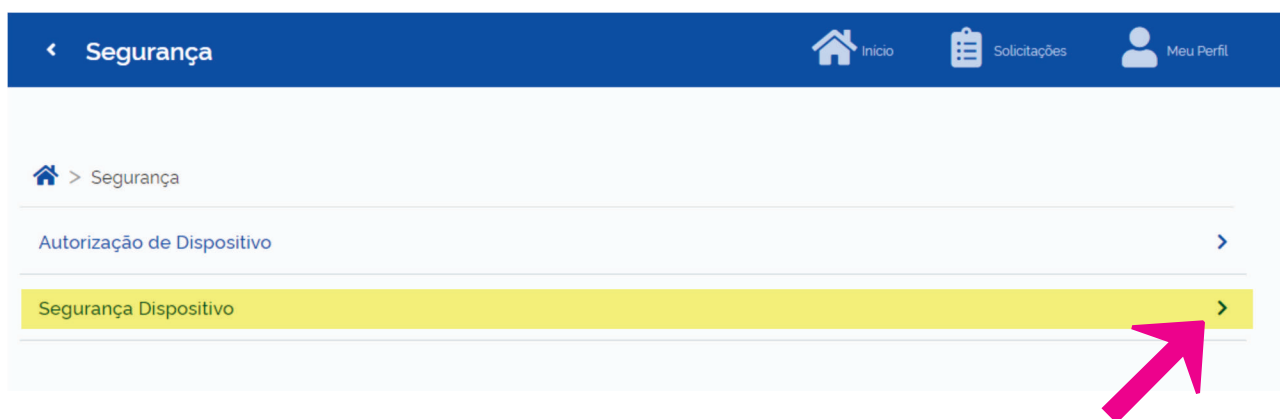 Segurança
Início
Solicitações
Meu Perfil
> Segurança
Autorização de Dispositivo
Segurança Dispositivo